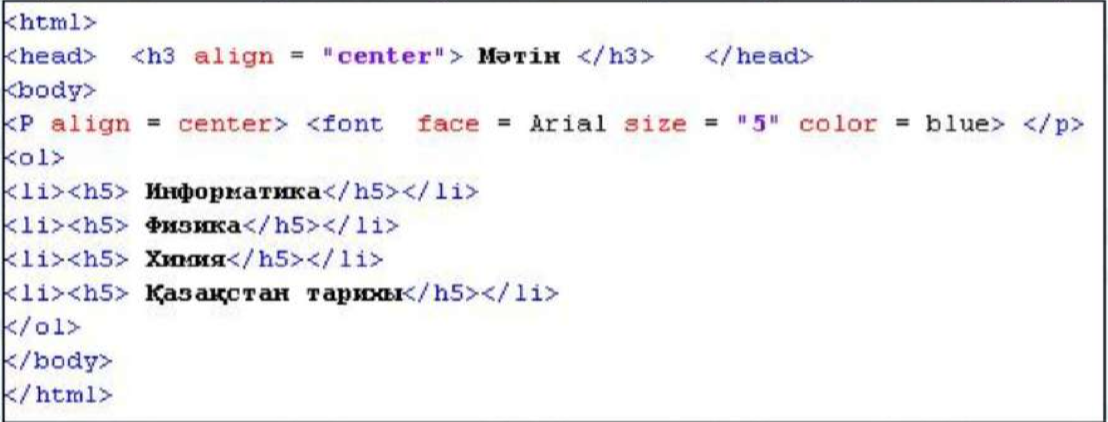 <html>
<head> <h3 align = "center"> Мәтін </h3> </head>
<body>
<P align = center> <font face = Arial size = "5" color = blue> </p>
<ol>
<li><h5> Информатика</h5></li>
<li><h5> Физика</h5></li>
<li><h5> Химия</h5></li>
<li><h5> Қазақстан тарихы</h5></li>
</ol>
</body>
</html>